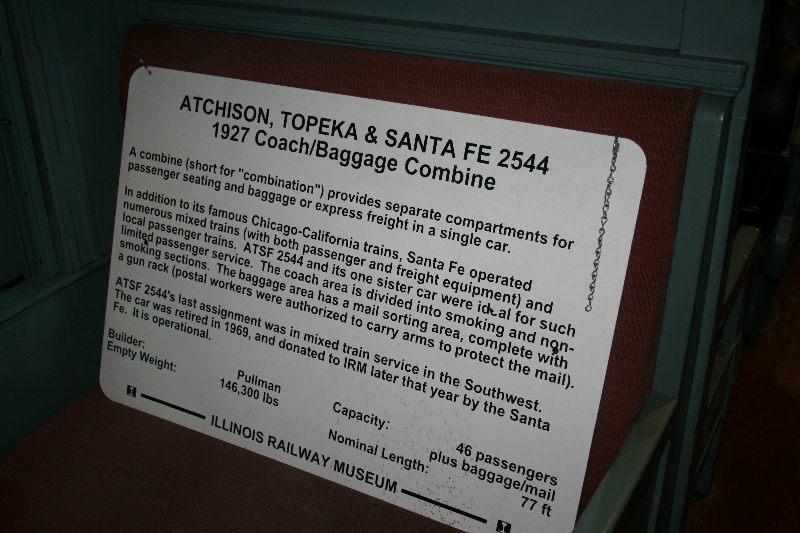 ATCHISON, TOPEKA & SANTA FE 2544
1927 Coach/Baggage Combine
A combine (short for "combination") provides separate compartments for
passenger seating and baggage or express freight in a single car.
In addition to its famous Chicago-California trains, Santa Fe operated
numerous mixed trains (with both passenger and freight equipment) and
local passenger trains. ATSF 2544 and its one sister car were ideal for such
limited passenger service. The coach area is divided into smoking and non-
smoking sections. The baggage area has a mail sorting area, complete with
a gun rack (postal workers were authorized to carry arms to protect the mail).
ATSF 2544's last assignment was in mixed train service in the Southwest.
The car was retired in 1969, and donated to IRM later that year by the Santa
Fe. It is operational.
Builder: Pullman Capacity: 46 passengers
plus baggage/mail
Empty Weight: 146,300 lbs Nominal Length: 77 ft
ILLINOIS RAILWAY MUSEUM